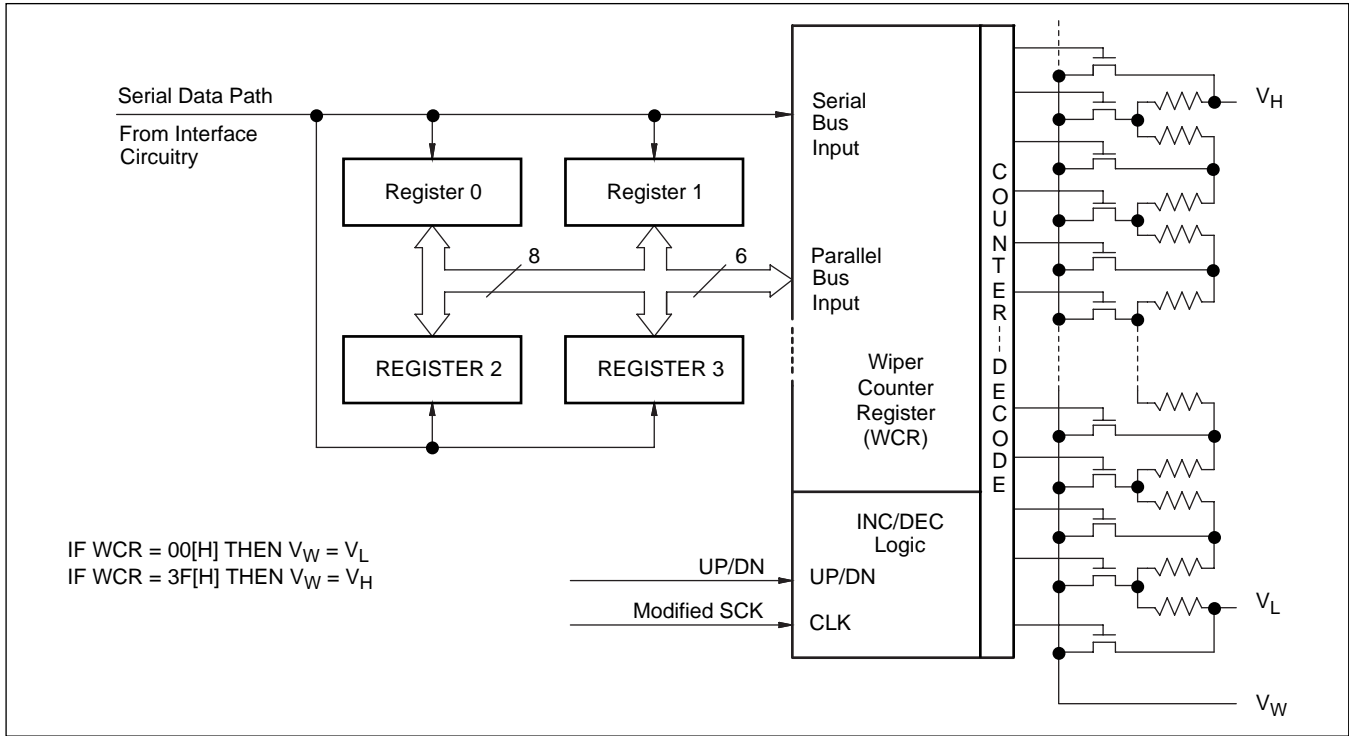 Serial Data Path
From Interface
Circuitry
Register 0
Register 1
8
6
REGISTER 2
REGISTER 3
Serial
Bus
Input
Parallel
Bus
Input
Wiper
Counter
Register
(WCR)
INC/DEC
Logic
UP/DN
UP/DN
Modified SCK
CLK
COUNTER
DECODE
IF WCR = 00[H] THEN VW = VL
IF WCR = 3F[H] THEN VW = VH
VH
VL
VW